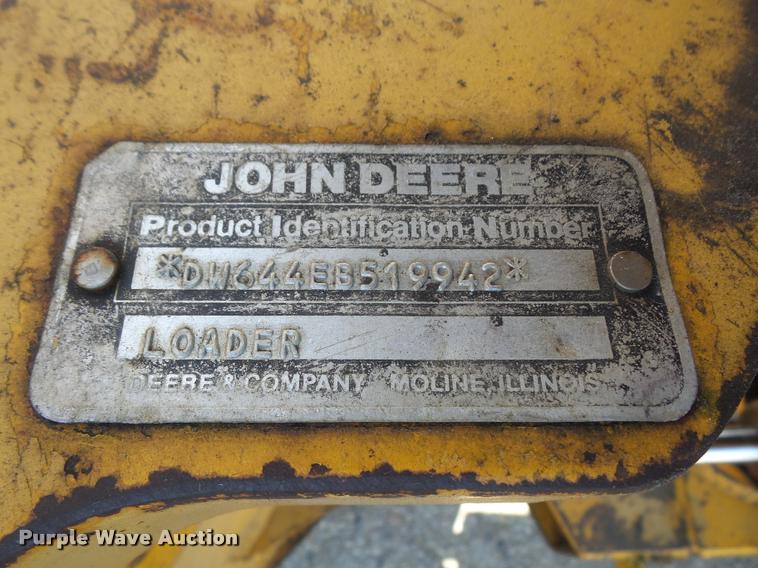 JOHN DEERE
Product Identification Number
*DW644EB519942*
LOADER
DEERE & COMPANY MOLINE, ILLINOIS
Purple Wave Auction